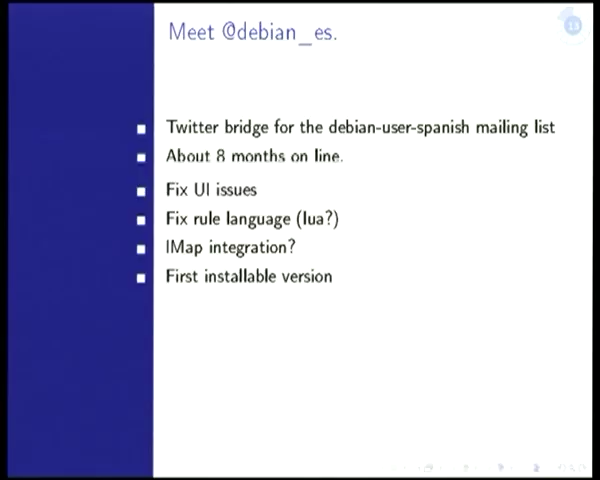 Meet @debian_es.
13
Twitter bridge for the debian-user-spanish mailing list
About 8 months on line.
Fix UI issues
Fix rule language (lua?)
IMap integration?
First installable version